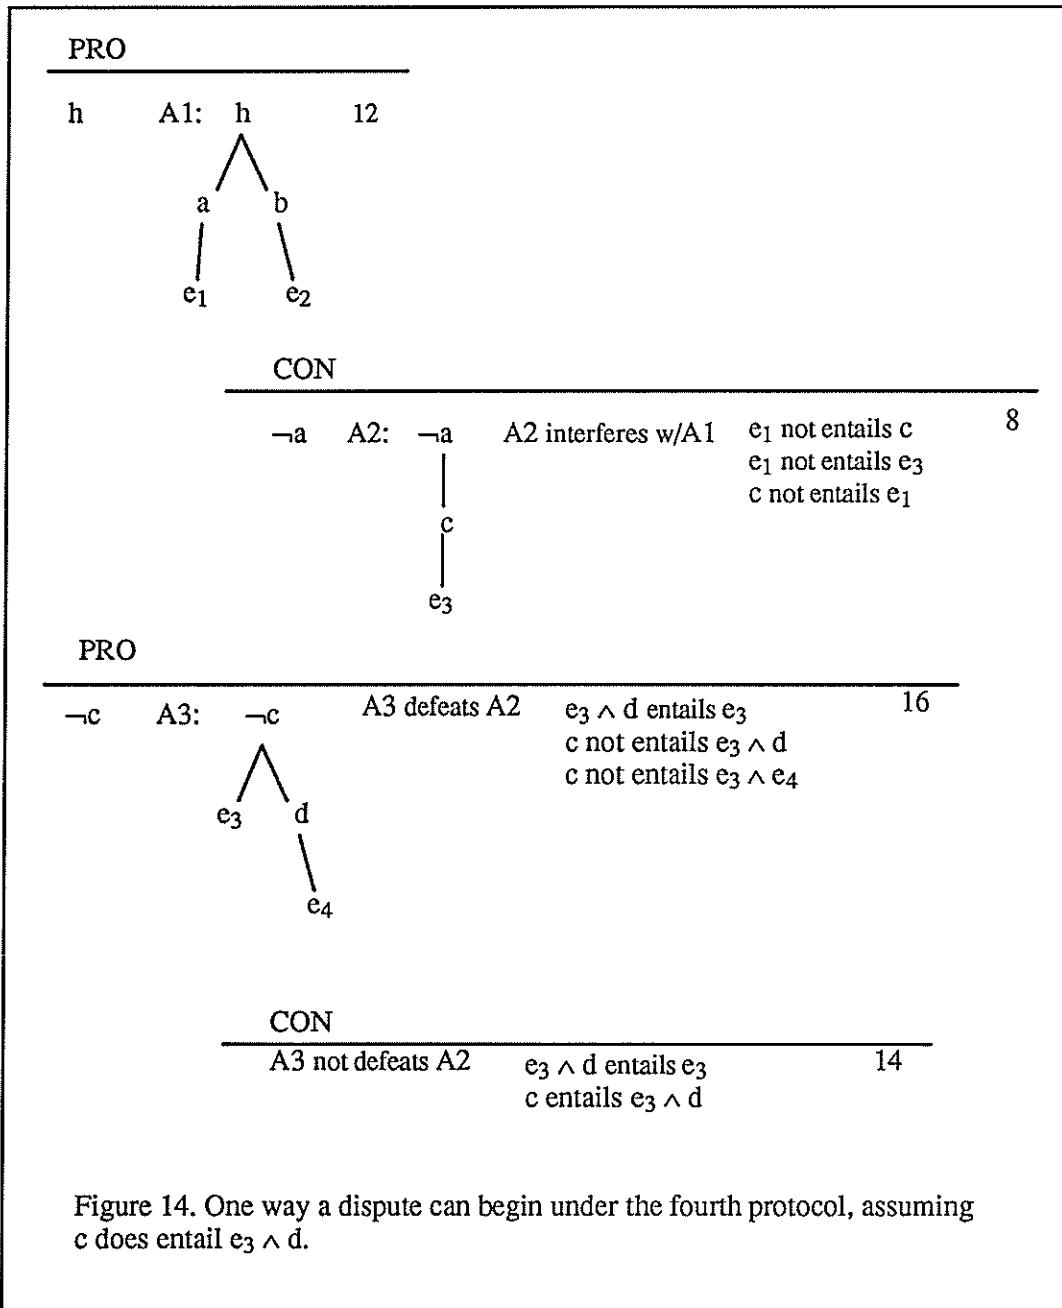 PRO
h A1: h 12
a b
e₁ e₂
CON
¬a A2: ¬a A2 interferes w/A1 e₁ not entails c 8
e₁ not entails e₃
c not entails e₁
c
e₃
PRO
¬c A3: ¬c A3 defeats A2 e₃ ∧ d entails e₃ 16
c not entails e₃ ∧ d
c not entails e₃ ∧ e₄
e₃ d
e₄
CON
A3 not defeats A2 e₃ ∧ d entails e₃ 14
c entails e₃ ∧ d
Figure 14. One way a dispute can begin under the fourth protocol, assuming
c does entail e₃ ∧ d.